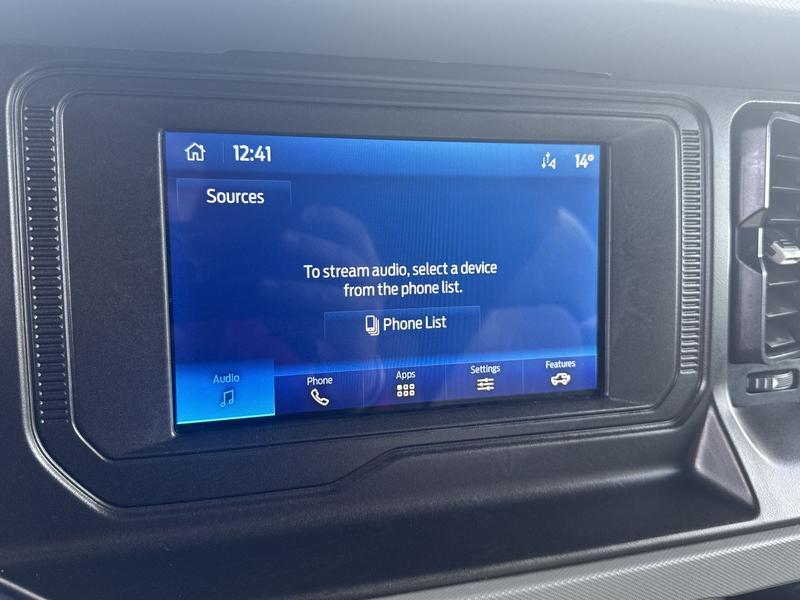 12:41
14°
Sources
To stream audio, select a device
from the phone list.
Phone List
Audio
Phone
Apps
Settings
Features